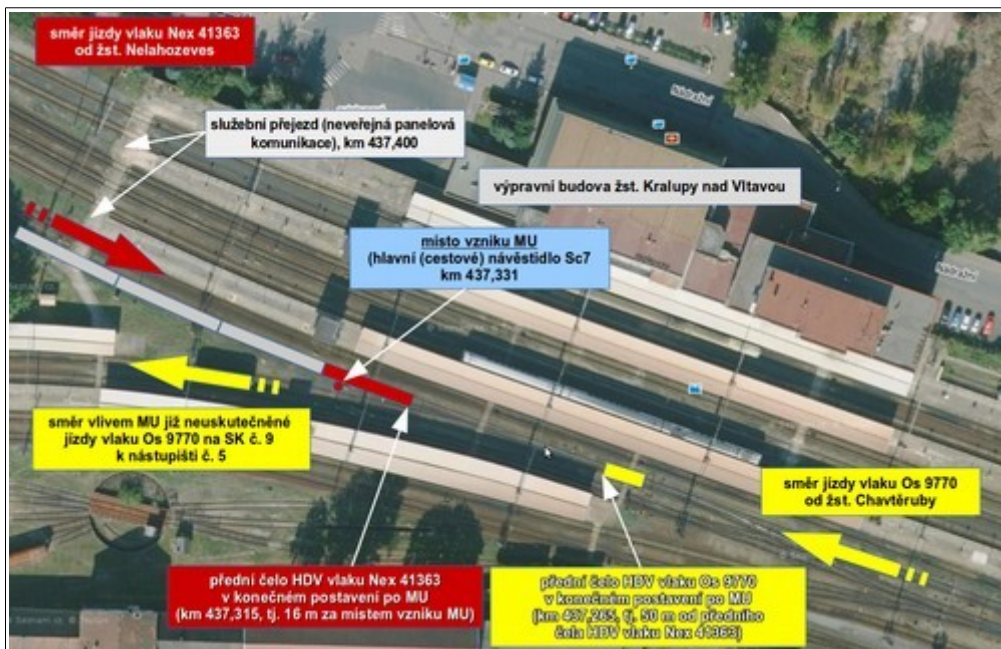 směr jízdy vlaku Nex 41363
od žst. Nelahozeves
služební přejezd (neveřejná panelová
komunikace), km 437,400
Nádražní
Nádražní
výpravní budova žst. Kralupy nad Vltavou
místo vzniku MU
(hlavní (cestové) návěstidlo Sc7
km 437,331
Nádražní
směr vlivem MU již neuskutečněné
jízdy vlaku Os 9770 na SK č. 9
k nástupišti č. 5
směr jízdy vlaku Os 9770
od žst. Chavtěruby
přední čelo HDV vlaku Nex 41363
v konečném postavení po MU
(km 437,315, tj. 16 m za místem vzniku MU)
přední čelo HDV vlaku Os 9770
v konečném postavení po MU
(km 437,265, tj. 50 m od předního
čela HDV vlaku Nex 41363)